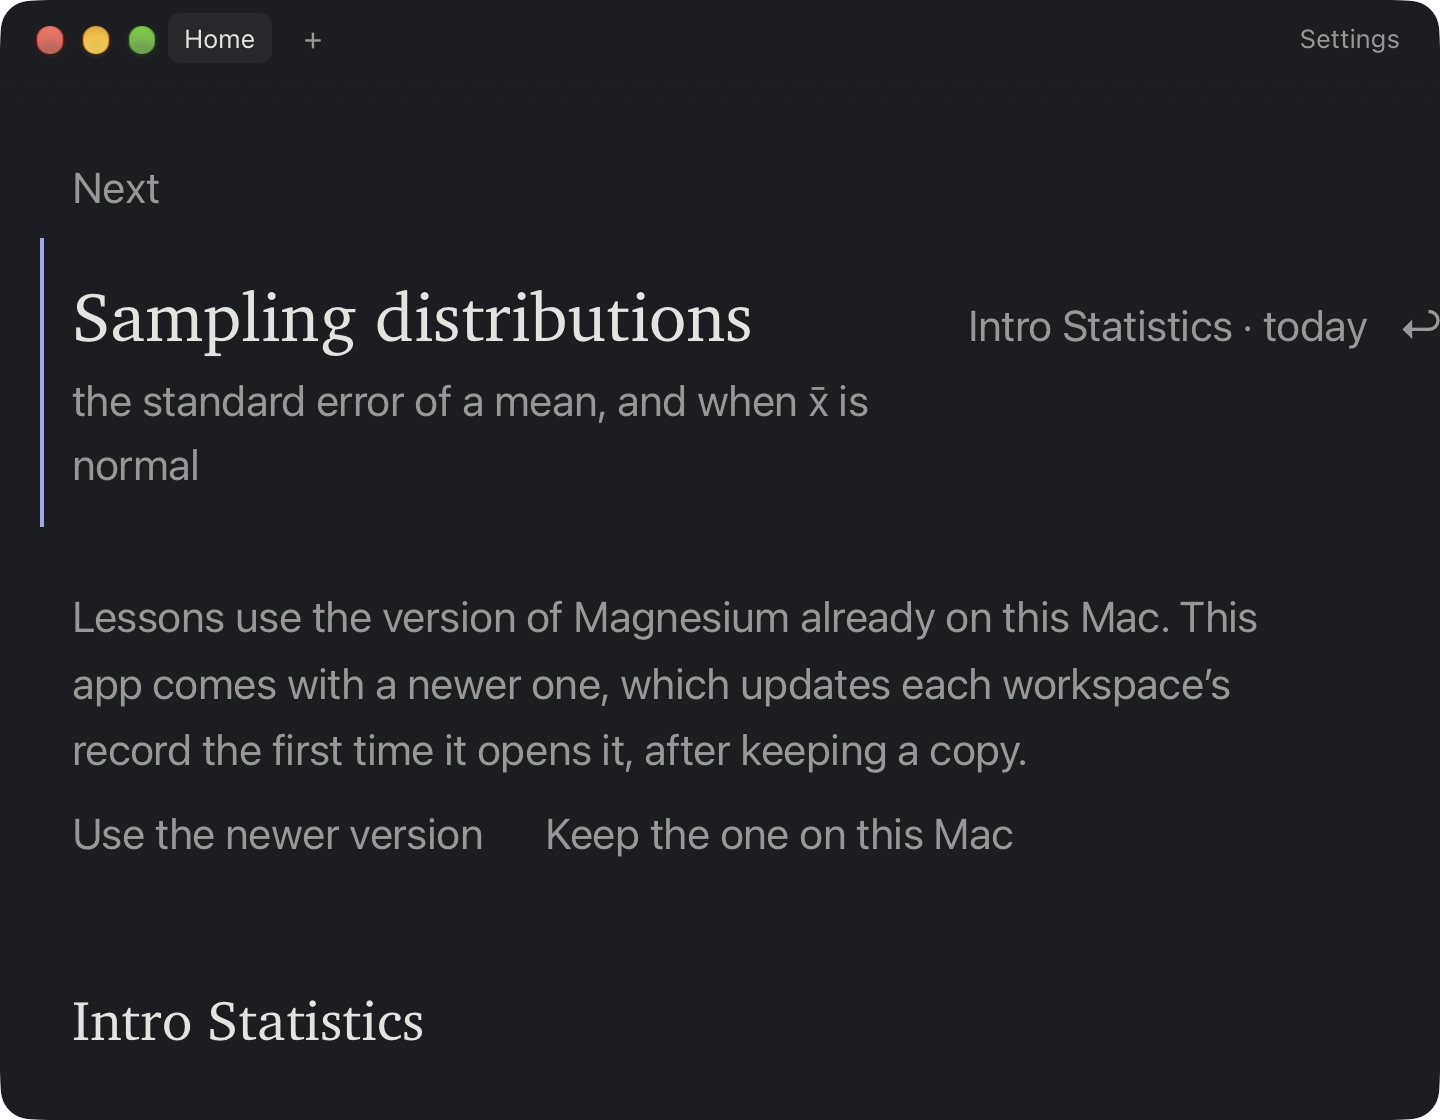 Home + Settings
Next
Sampling distributions Intro Statistics · today ↩
the standard error of a mean, and when x̄ is
normal
Lessons use the version of Magnesium already on this Mac. This
app comes with a newer one, which updates each workspace’s
record the first time it opens it, after keeping a copy.
Use the newer version Keep the one on this Mac
Intro Statistics